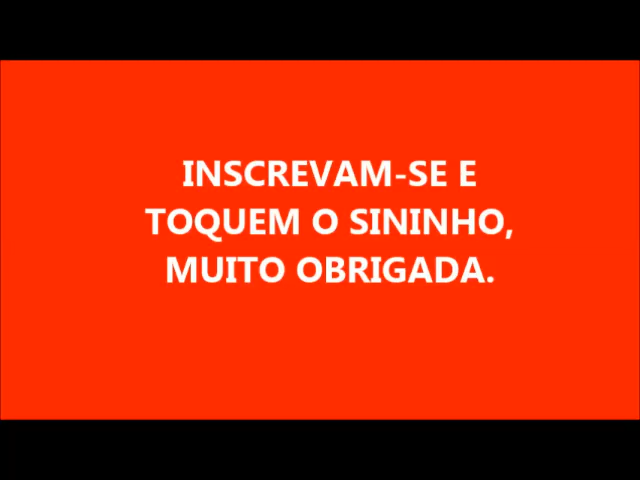 INSCREVAM-SE E
TOQUEM O SININHO,
MUITO OBRIGADA.